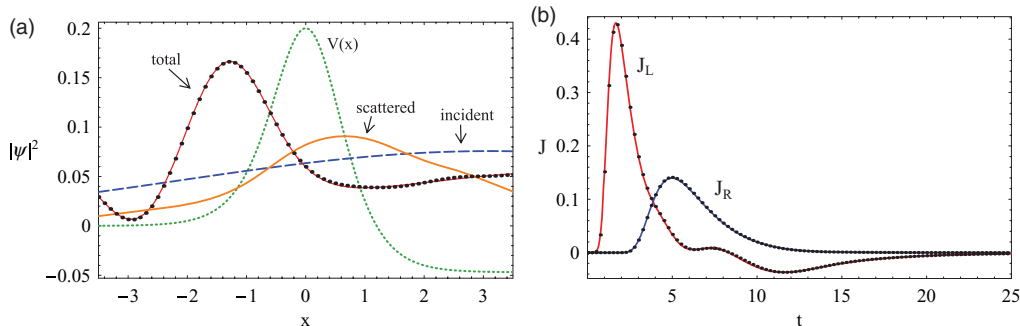 (a)
0.2
0.15
0.1
0.05
0
−0.05
|ψ|²
−3 −2 −1 0 1 2 3
x
total
V(x)
scattered
incident
(b)
0.4
0.3
0.2
0.1
0
J
5 10 15 20 25
t
J_L
J_R